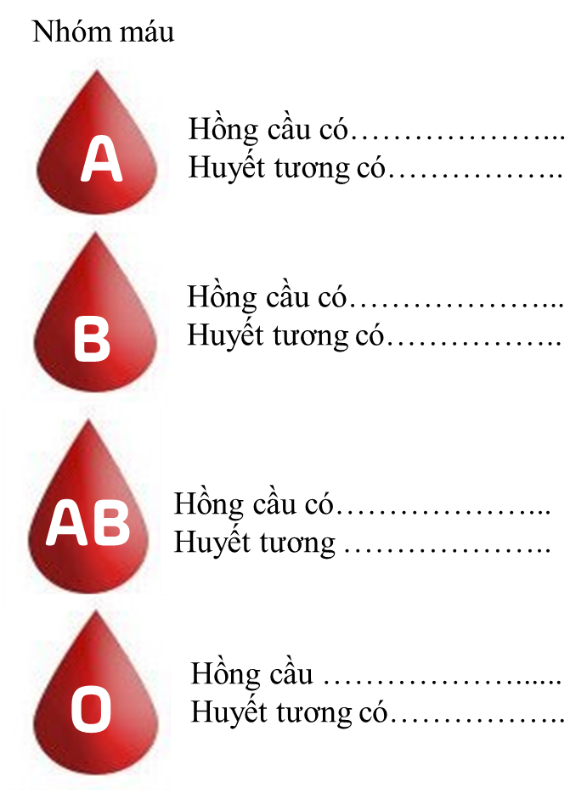 Nhóm máu
A
Hồng cầu có…………………...
Huyết tương có……………..
B
Hồng cầu có…………………...
Huyết tương có……………..
AB
Hồng cầu có…………………...
Huyết tương …………………..
O
Hồng cầu …………………......
Huyết tương có……………..